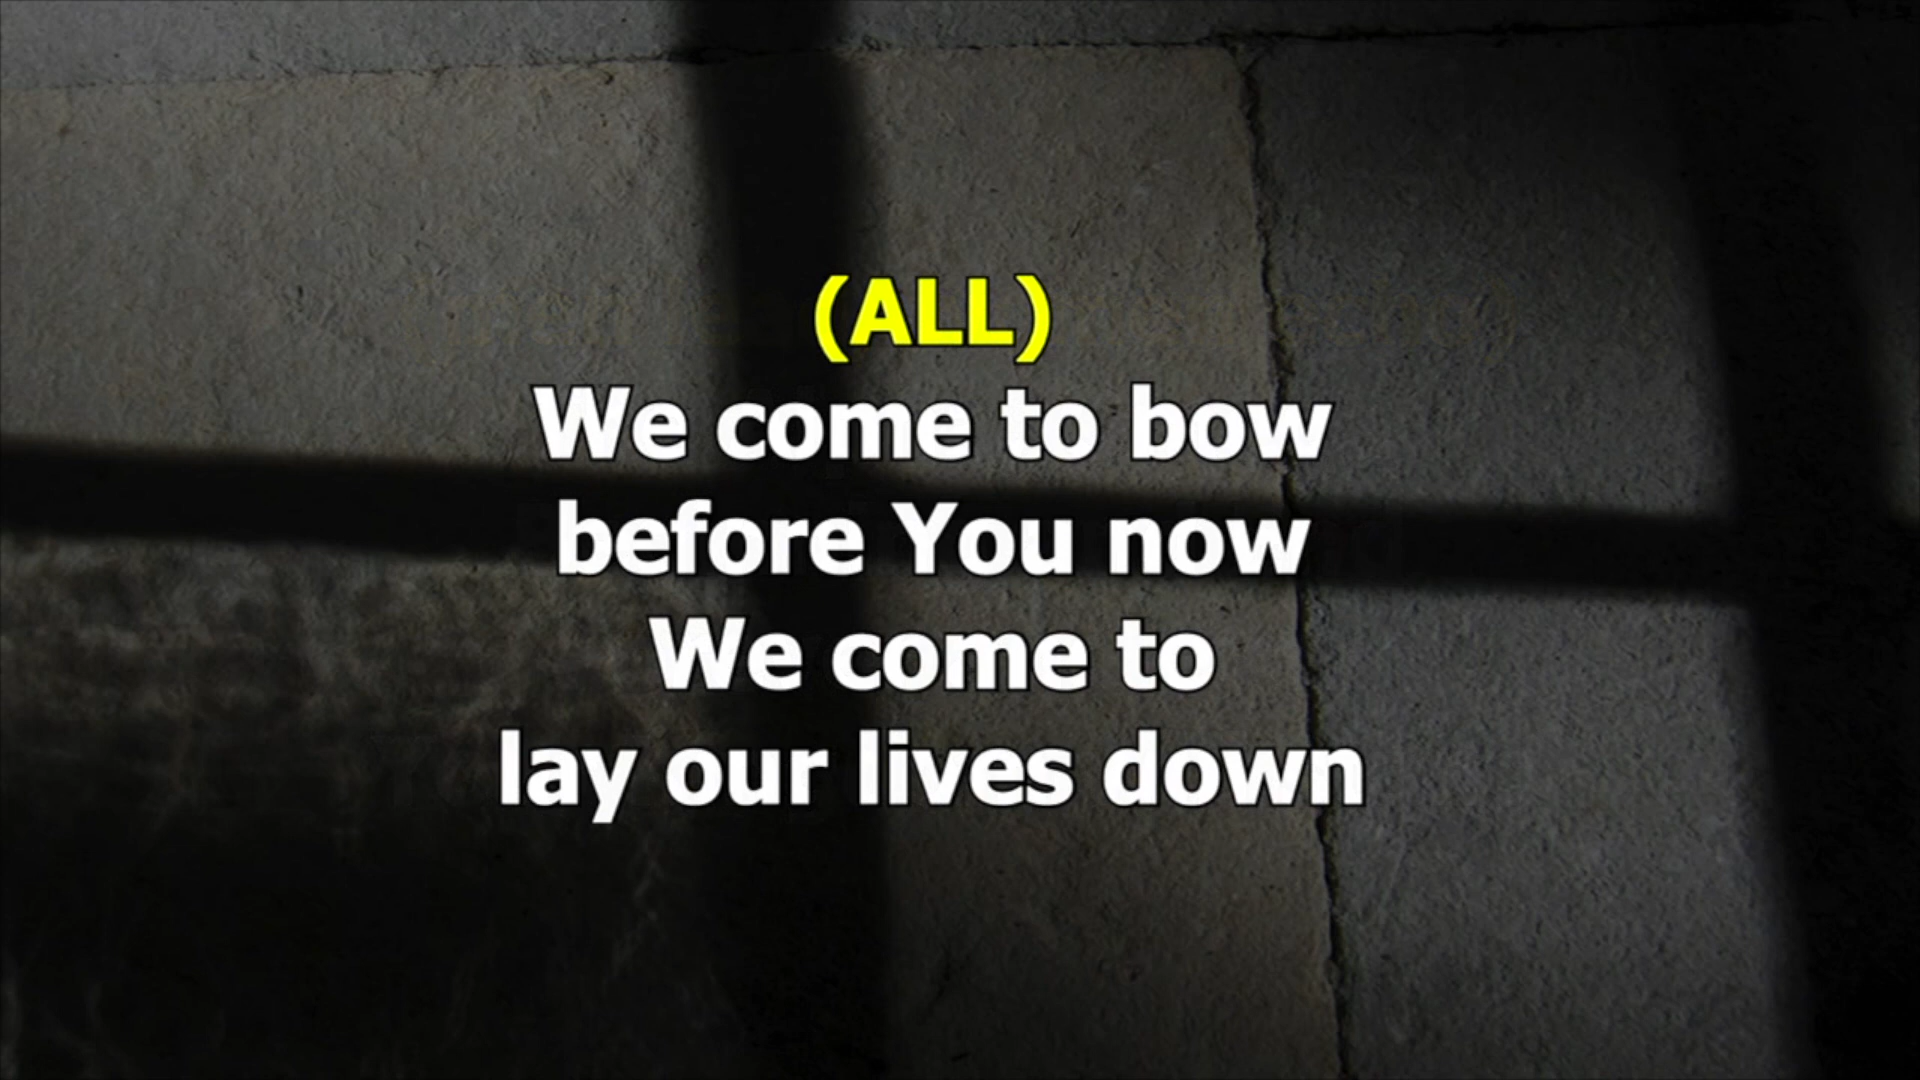 (ALL)
We come to bow
before You now
We come to
lay our lives down